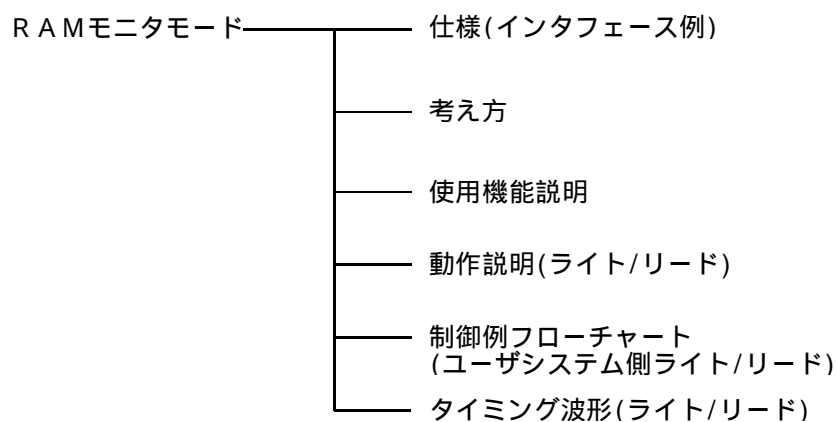 ＲＡＭモニタモード
仕様(インタフェース例)
考え方
使用機能説明
動作説明(ライト/リード)
制御例フローチャート
(ユーザシステム側ライト/リード)
タイミング波形(ライト/リード)